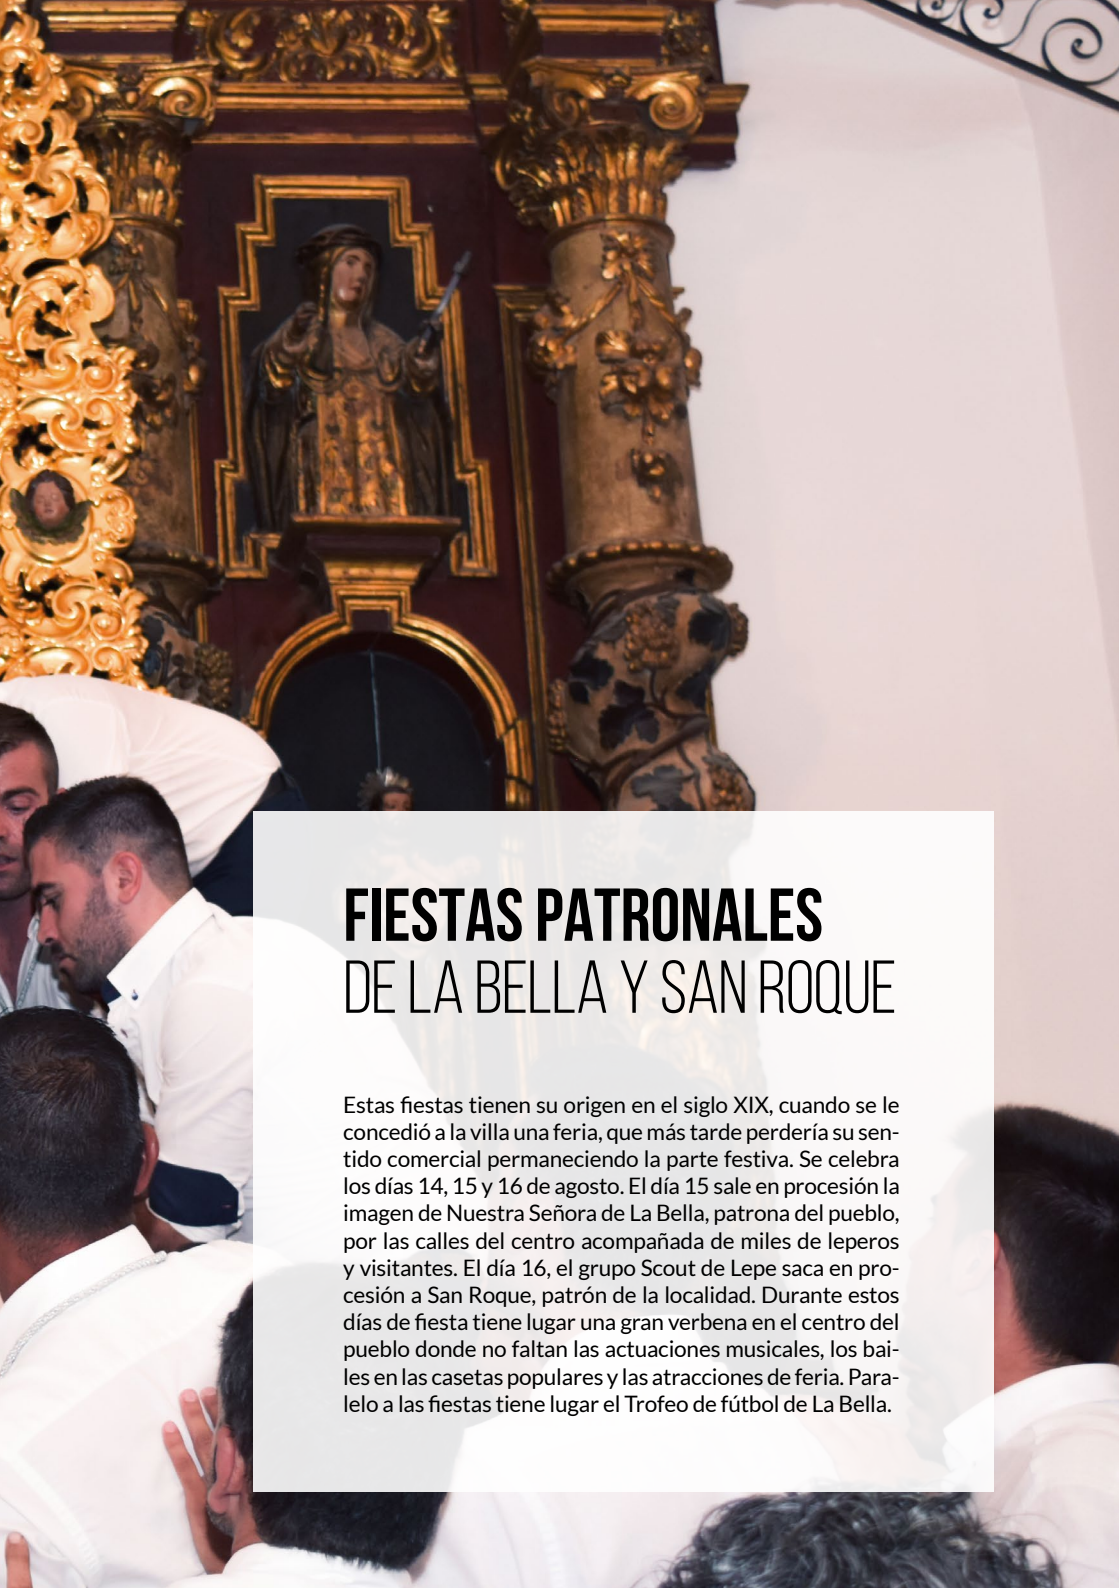 FIESTAS PATRONALES
DE LA BELLA Y SAN ROQUE
Estas fiestas tienen su origen en el siglo XIX, cuando se le
concedió a la villa una feria, que más tarde perdería su sen-
tido comercial permaneciendo la parte festiva. Se celebra
los días 14, 15 y 16 de agosto. El día 15 sale en procesión la
imagen de Nuestra Señora de La Bella, patrona del pueblo,
por las calles del centro acompañada de miles de leperos
y visitantes. El día 16, el grupo Scout de Lepe saca en pro-
cesión a San Roque, patrón de la localidad. Durante estos
días de fiesta tiene lugar una gran verbena en el centro del
pueblo donde no faltan las actuaciones musicales, los bai-
les en las casetas populares y las atracciones de feria. Para-
lelo a las fiestas tiene lugar el Trofeo de fútbol de La Bella.